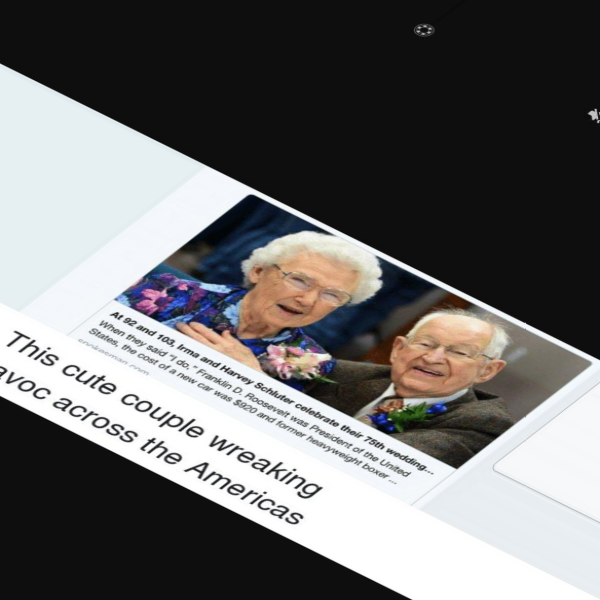 At 92 and 103, Irma and Harvey Schluter celebrate their 75th wedding...
When they said "I do," Franklin D. Roosevelt was President of the United
States, the cost of a new car was $920 and former heavyweight boxer ...
This cute couple wreaking
avoc across the Americas